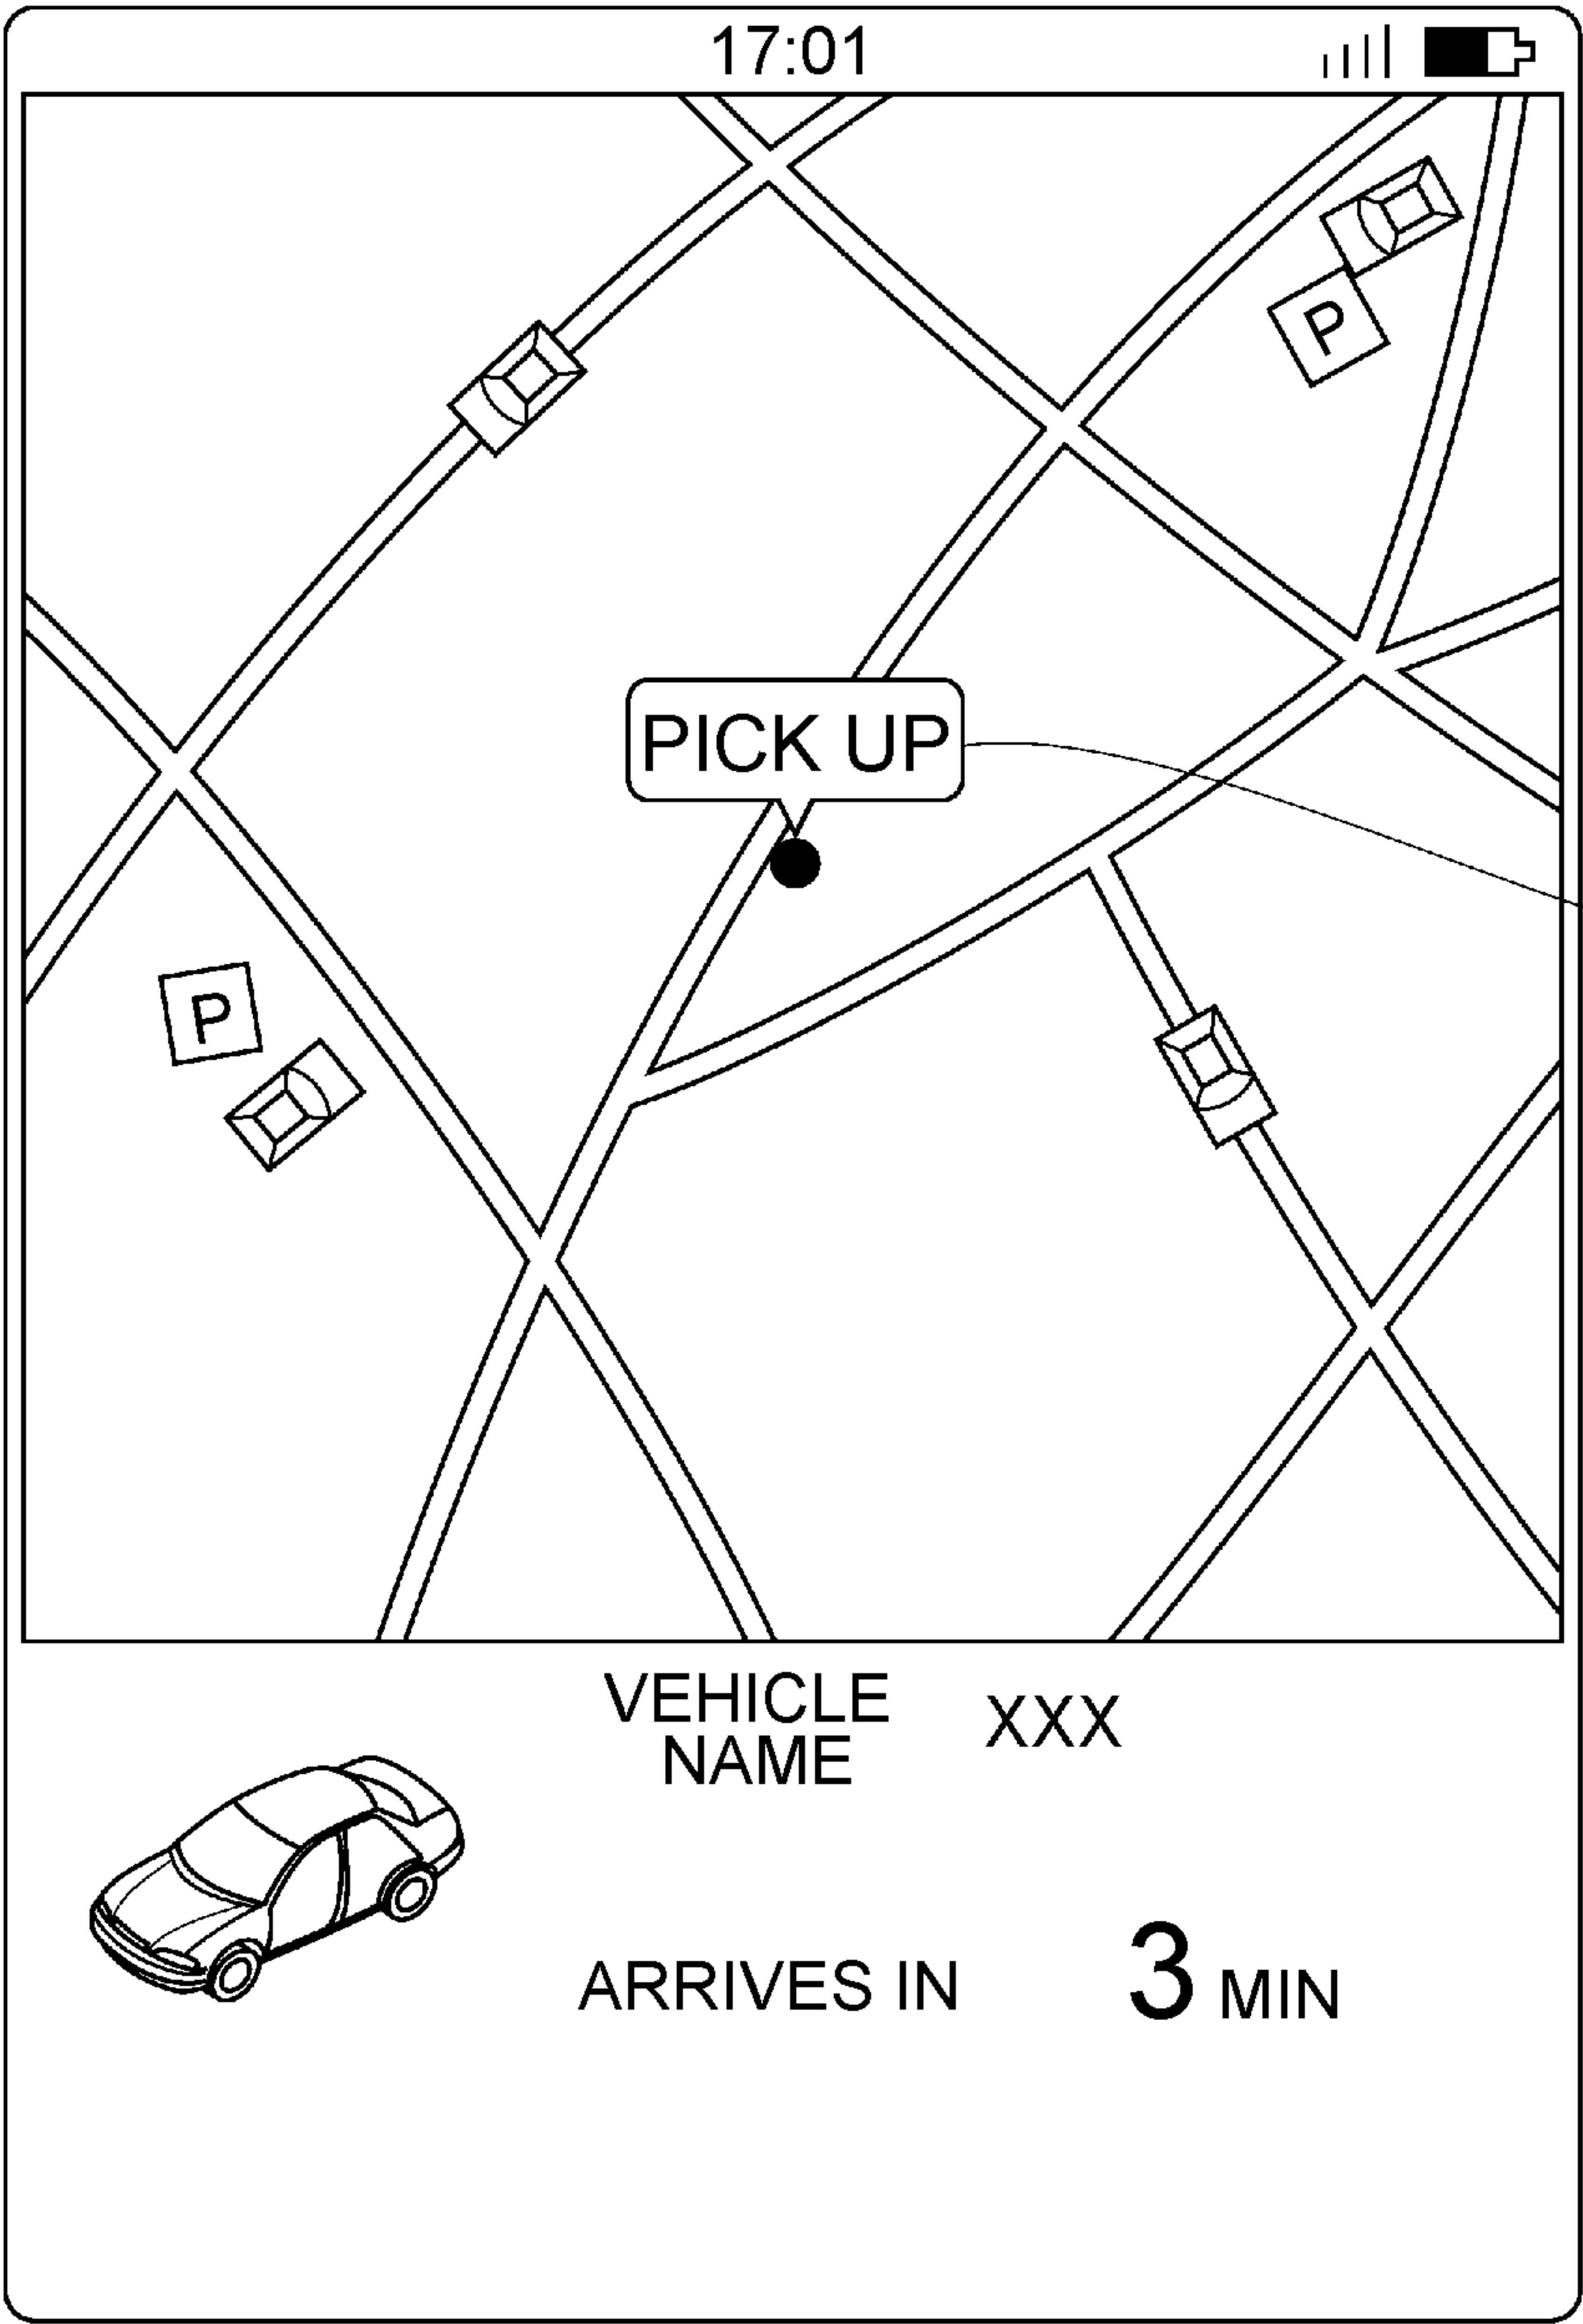 17:01
P
PICK UP
P
VEHICLE
NAME
XXX
ARRIVES IN
3 MIN